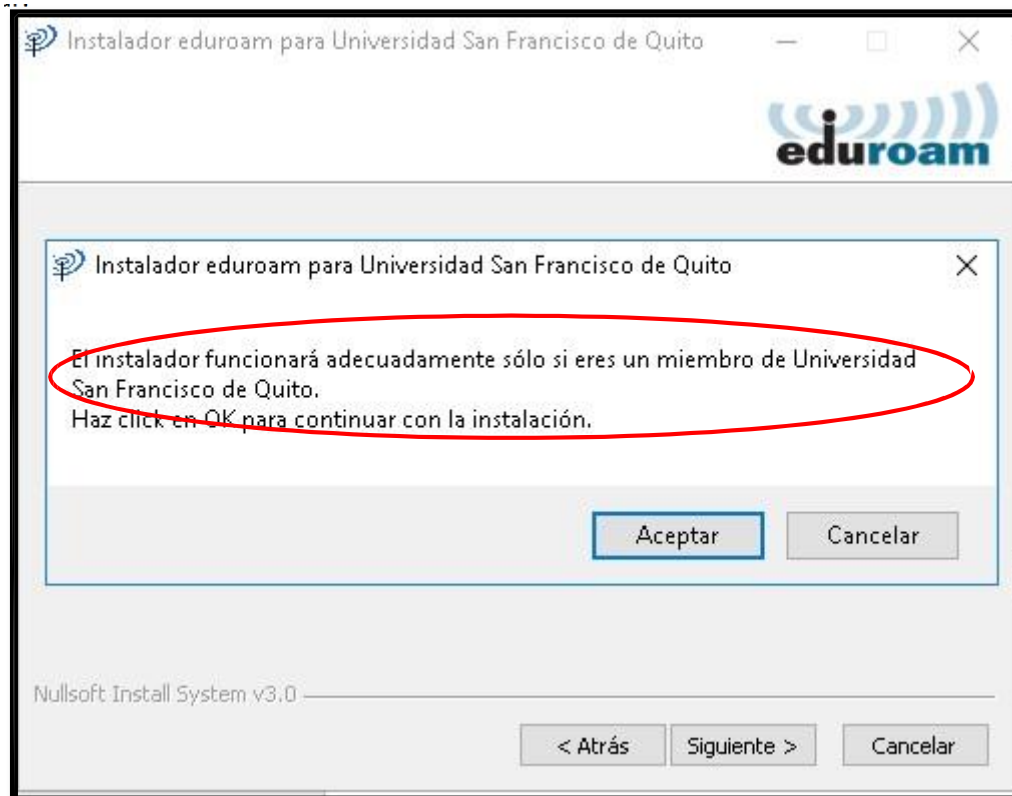 Instalador eduroam para Universidad San Francisco de Quito
eduroam
Instalador eduroam para Universidad San Francisco de Quito
El instalador funcionará adecuadamente sólo si eres un miembro de Universidad
San Francisco de Quito.
Haz click en OK para continuar con la instalación.
Aceptar
Cancelar
Nullsoft Install System v3.0
< Atrás
Siguiente >
Cancelar